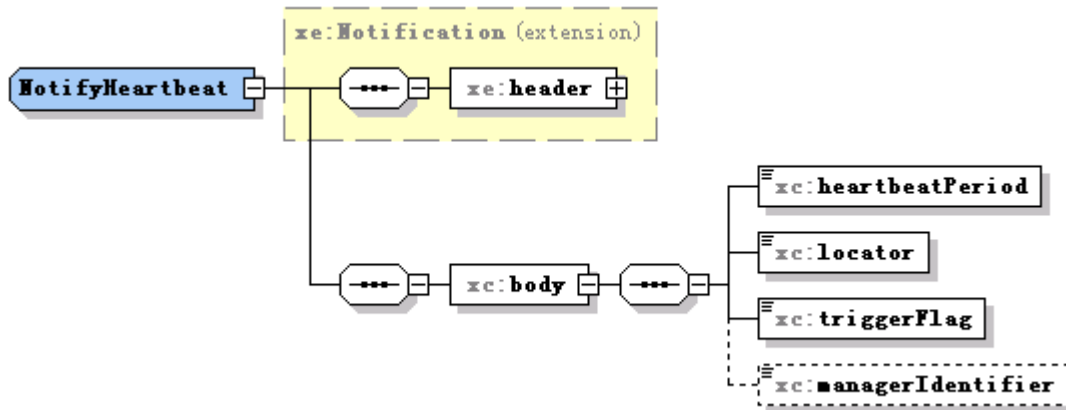 xe:Notification (extension)
NotifyHeartbeat
xe:header
xc:heartbeatPeriod
xc:locator
xc:body
xc:triggerFlag
xc:managerIdentifier